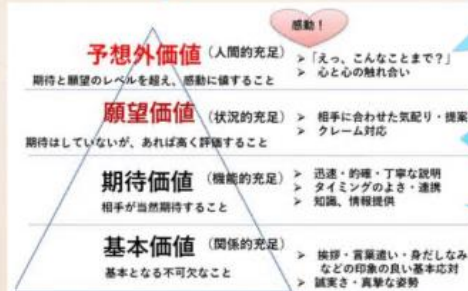 感動！
予想外価値（人間的充足）
➢ 「えっ、こんなことまで？」
➢ 心と心の触れ合い
期待と願望のレベルを超え、感動に値すること
願望価値（状況的充足）
➢ 相手に合わせた気配り・提案
➢ クレーム対応
期待はしていないが、あれば高く評価すること
期待価値（機能的充足）
➢ 迅速・的確・丁寧な説明
➢ タイミングのよさ・連携
➢ 知識、情報提供
相手が当然期待すること
基本価値（関係的充足）
➢ 挨拶・言葉遣い・身だしなみ
などの印象の良い基本応対
➢ 誠実さ・真摯な姿勢
基本となる不可欠なこと